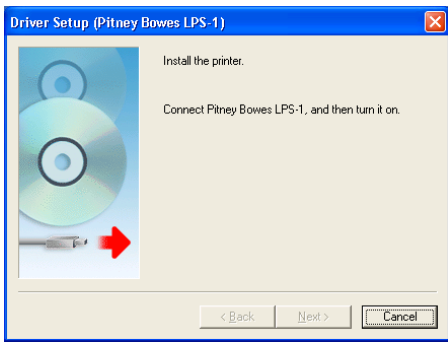 Driver Setup (Pitney Bowes LPS-1)
Install the printer.
Connect Pitney Bowes LPS-1, and then turn it on.
< Back Next > Cancel